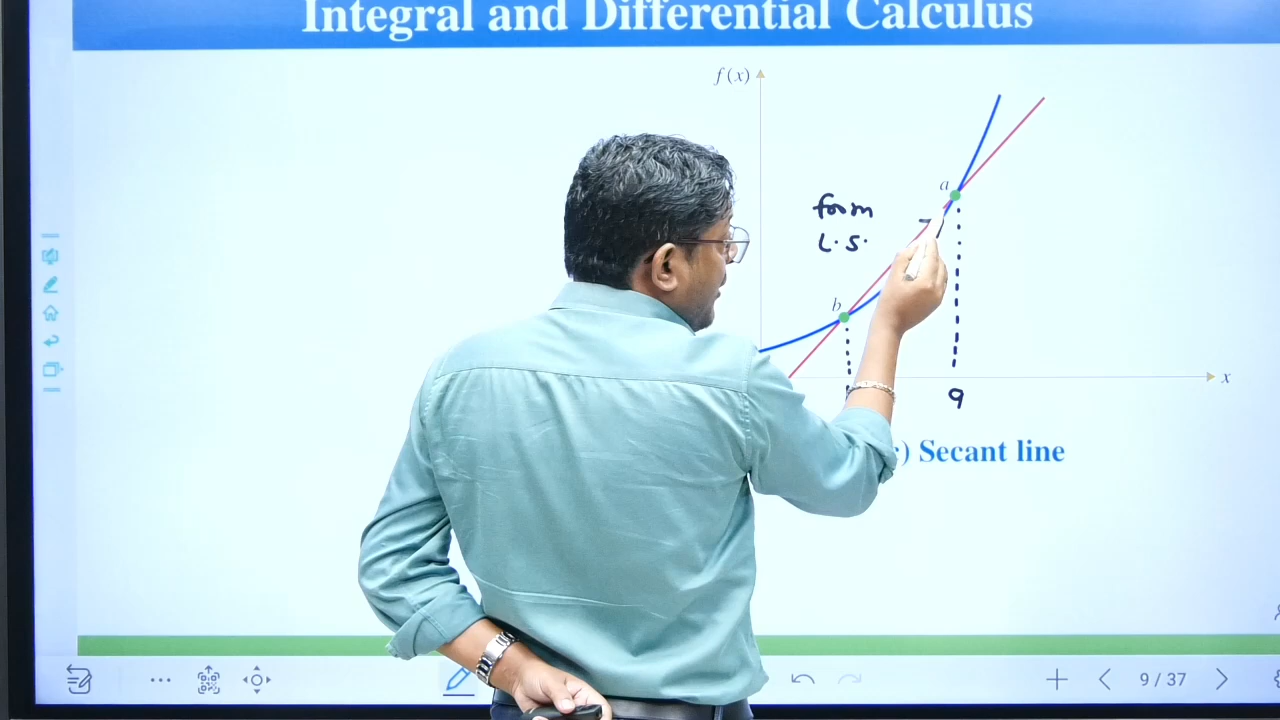 Integral and Differential Calculus
f(x)
a
form
L.S.
b
x
9
c) Secant line
9 / 37